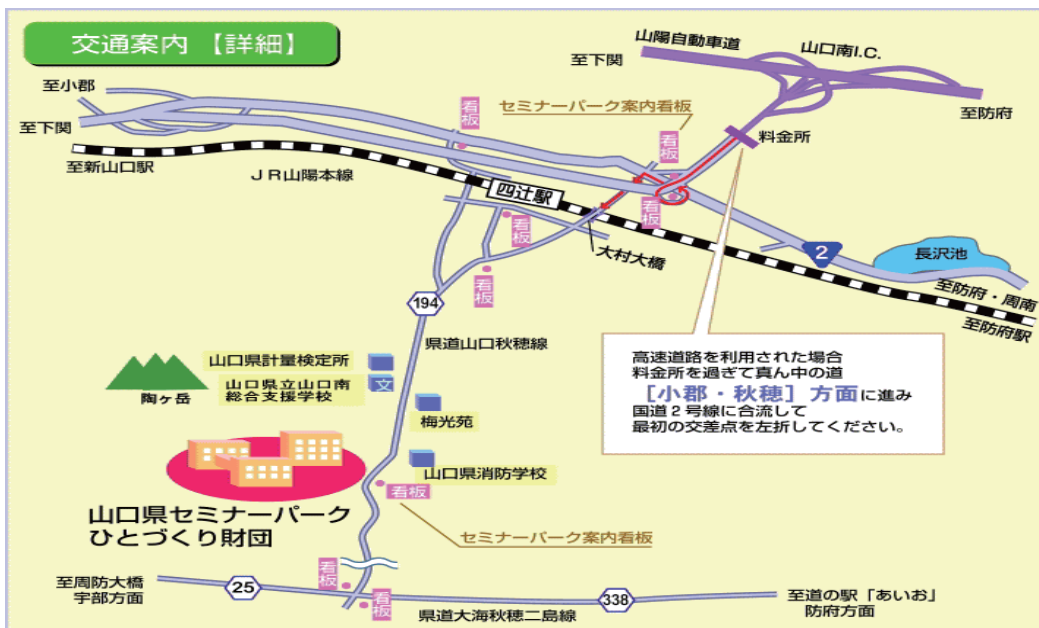 交通案内 【詳細】
山陽自動車道
山口南I.C.
至下関
至防府
至小郡
至下関
セミナーパーク案内看板
看板
看板
料金所
至新山口駅
JR山陽本線
四辻駅
看板
看板
大村大橋
2
長沢池
看板
至防府・周南
至防府駅
194
県道山口秋穂線
高速道路を利用された場合
料金所を過ぎて真ん中の道
[小郡・秋穂] 方面に進み
国道2号線に合流して
最初の交差点を左折してください。
山口県計量検定所
陶ヶ岳
山口県立山口南
総合支援学校
文
梅光苑
山口県消防学校
看板
山口県セミナーパーク
ひとづくり財団
セミナーパーク案内看板
看板
至周防大橋
宇部方面
25
看板
県道大海秋穂二島線
338
至道の駅「あいお」
防府方面